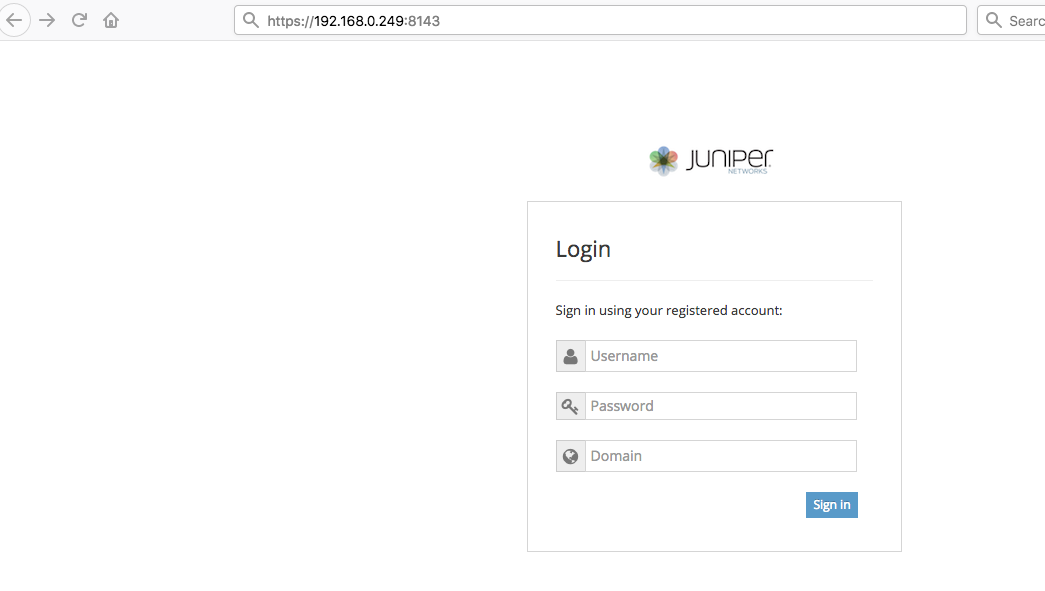 https://192.168.0.249:8143
Searc
JUNIPEr
NETWORKS
Login
Sign in using your registered account:
Username
Password
Domain
Sign in